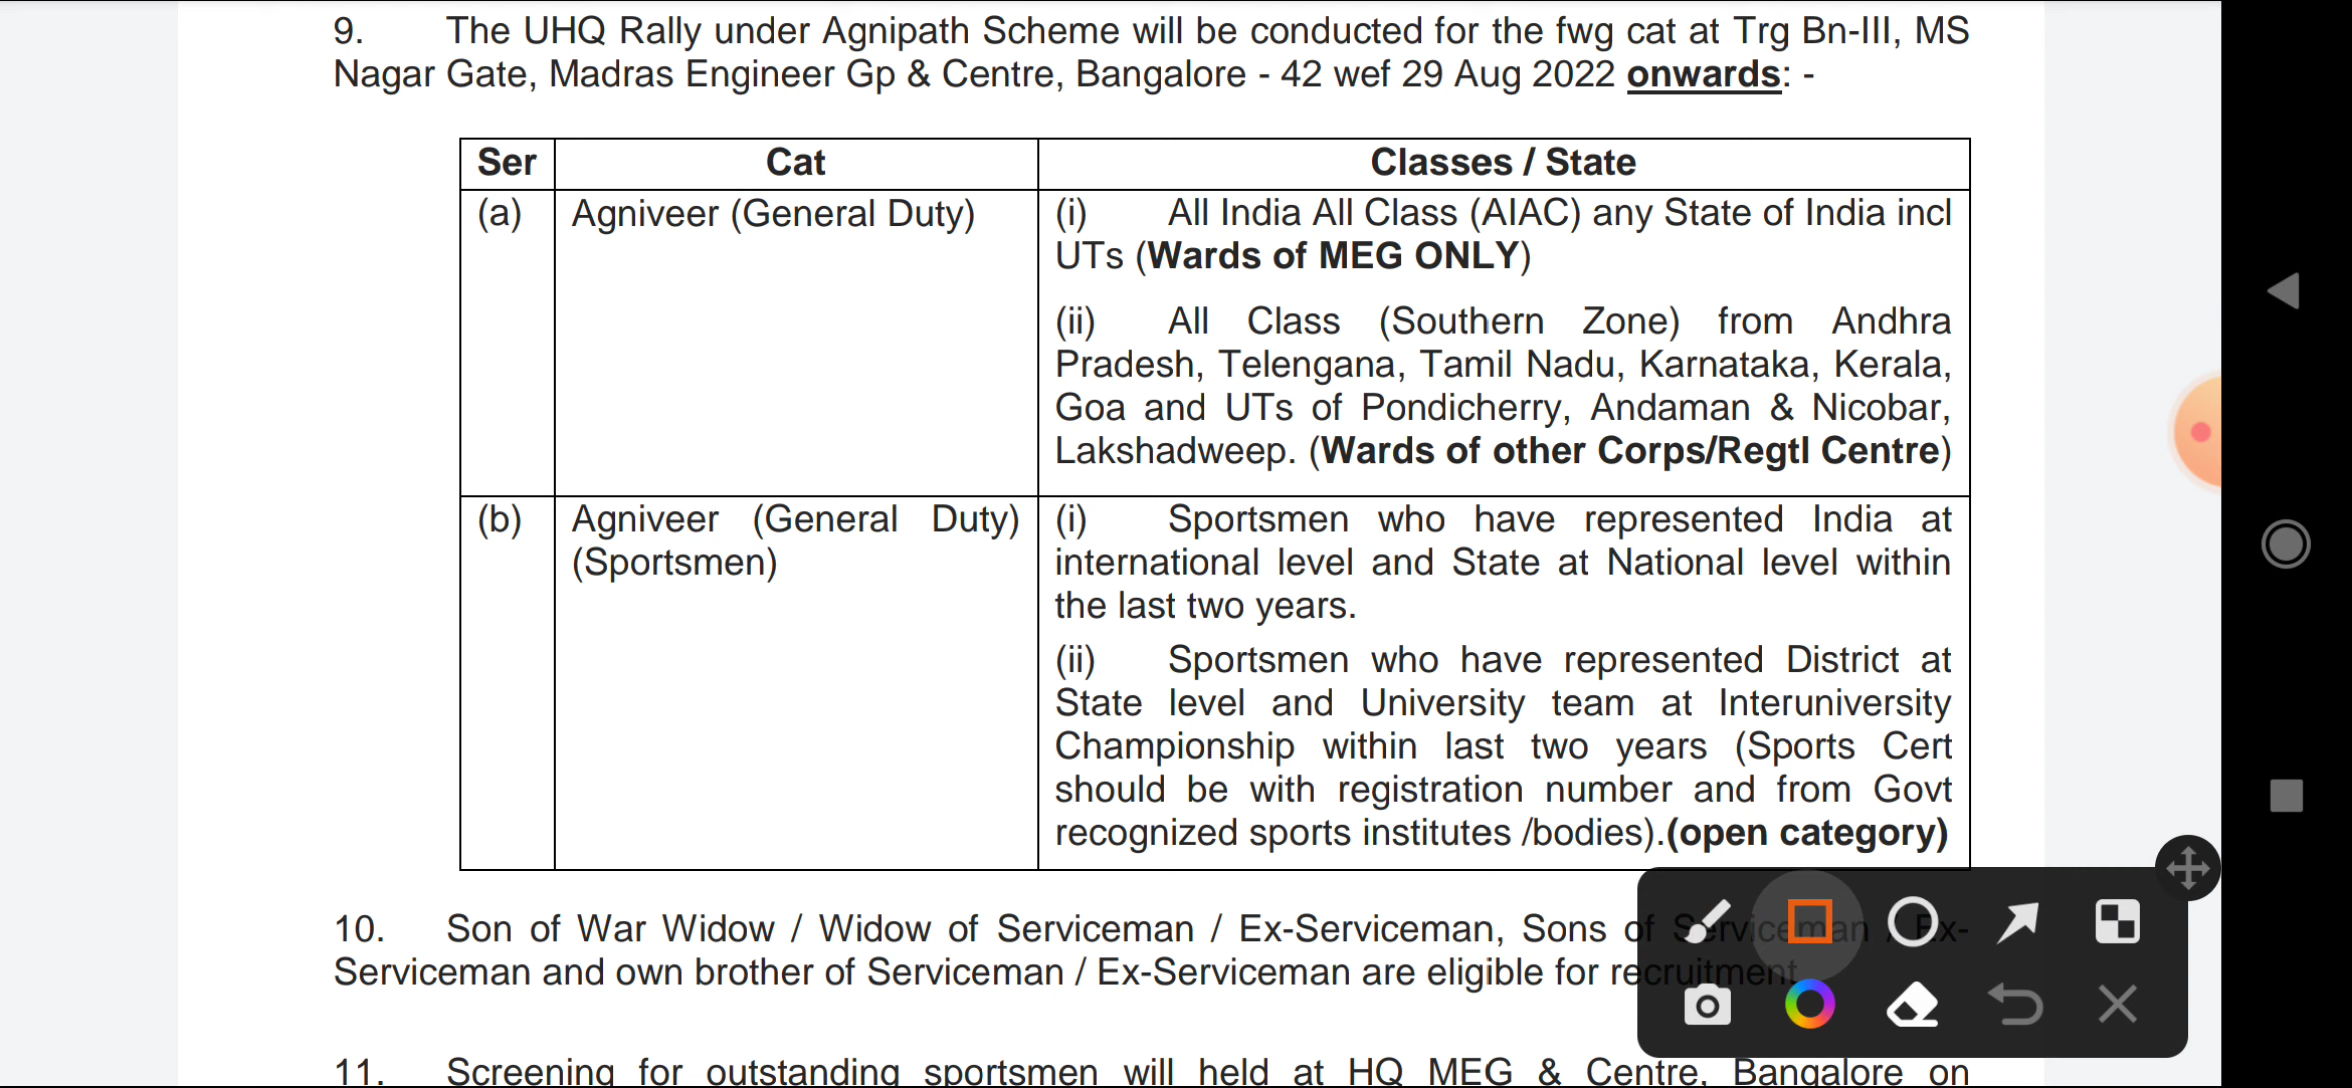 9. The UHQ Rally under Agnipath Scheme will be conducted for the fwg cat at Trg Bn-III, MS
Nagar Gate, Madras Engineer Gp & Centre, Bangalore - 42 wef 29 Aug 2022 onwards: -
Ser Cat Classes / State
(a) Agniveer (General Duty) (i) All India All Class (AIAC) any State of India incl
UTs (Wards of MEG ONLY)
(ii) All Class (Southern Zone) from Andhra
Pradesh, Telengana, Tamil Nadu, Karnataka, Kerala,
Goa and UTs of Pondicherry, Andaman & Nicobar,
Lakshadweep. (Wards of other Corps/Regtl Centre)
(b) Agniveer (General Duty) (i) Sportsmen who have represented India at
(Sportsmen) international level and State at National level within
the last two years.
(ii) Sportsmen who have represented District at
State level and University team at Interuniversity
Championship within last two years (Sports Cert
should be with registration number and from Govt
recognized sports institutes /bodies).(open category)
10. Son of War Widow / Widow of Serviceman / Ex-Serviceman, Sons of Serviceman / Ex-
Serviceman and own brother of Serviceman / Ex-Serviceman are eligible for recruitment
11. Screening for outstanding sportsmen will held at HQ MEG & Centre, Bangalore on